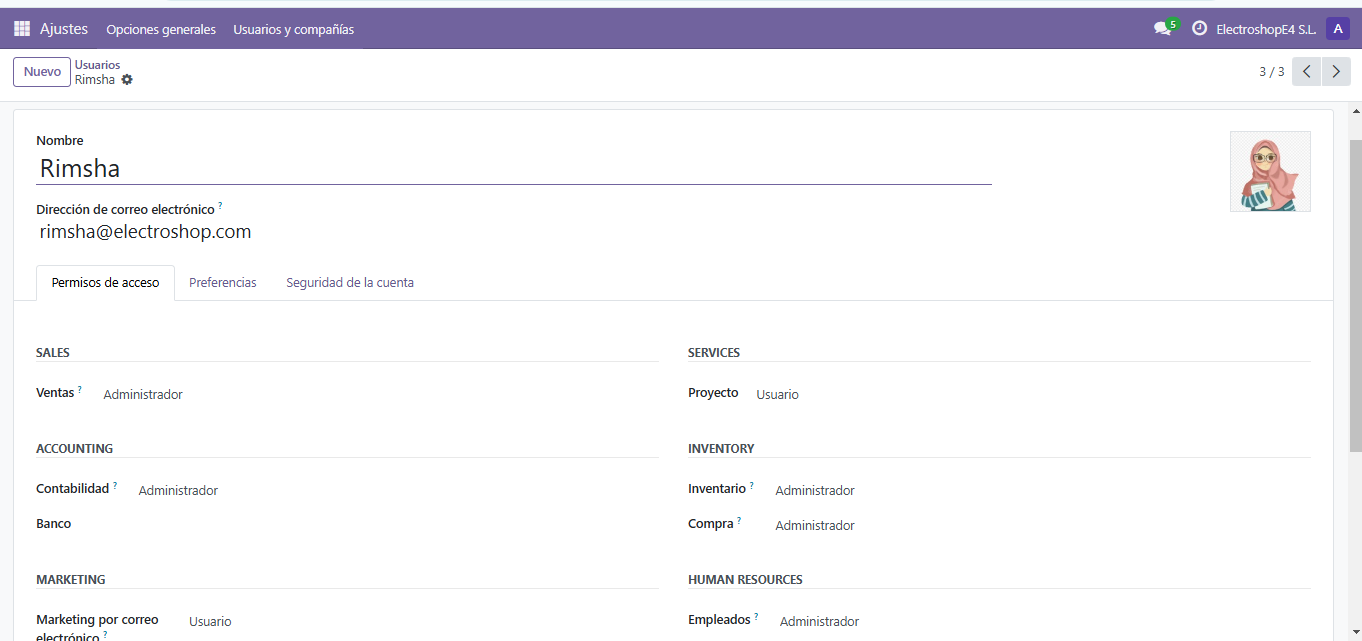 Ajustes Opciones generales Usuarios y compañías 5 ElectroshopE4 S.L. A
Nuevo Usuarios
Rimsha 3 / 3
Nombre
Rimsha
Dirección de correo electrónico ?
rimsha@electroshop.com
Permisos de acceso Preferencias Seguridad de la cuenta
SALES SERVICES
Ventas ? Administrador Proyecto Usuario
ACCOUNTING INVENTORY
Contabilidad ? Administrador Inventario ? Administrador
Banco Compra ? Administrador
MARKETING HUMAN RESOURCES
Marketing por correo Usuario Empleados ? Administrador
electrónico ?